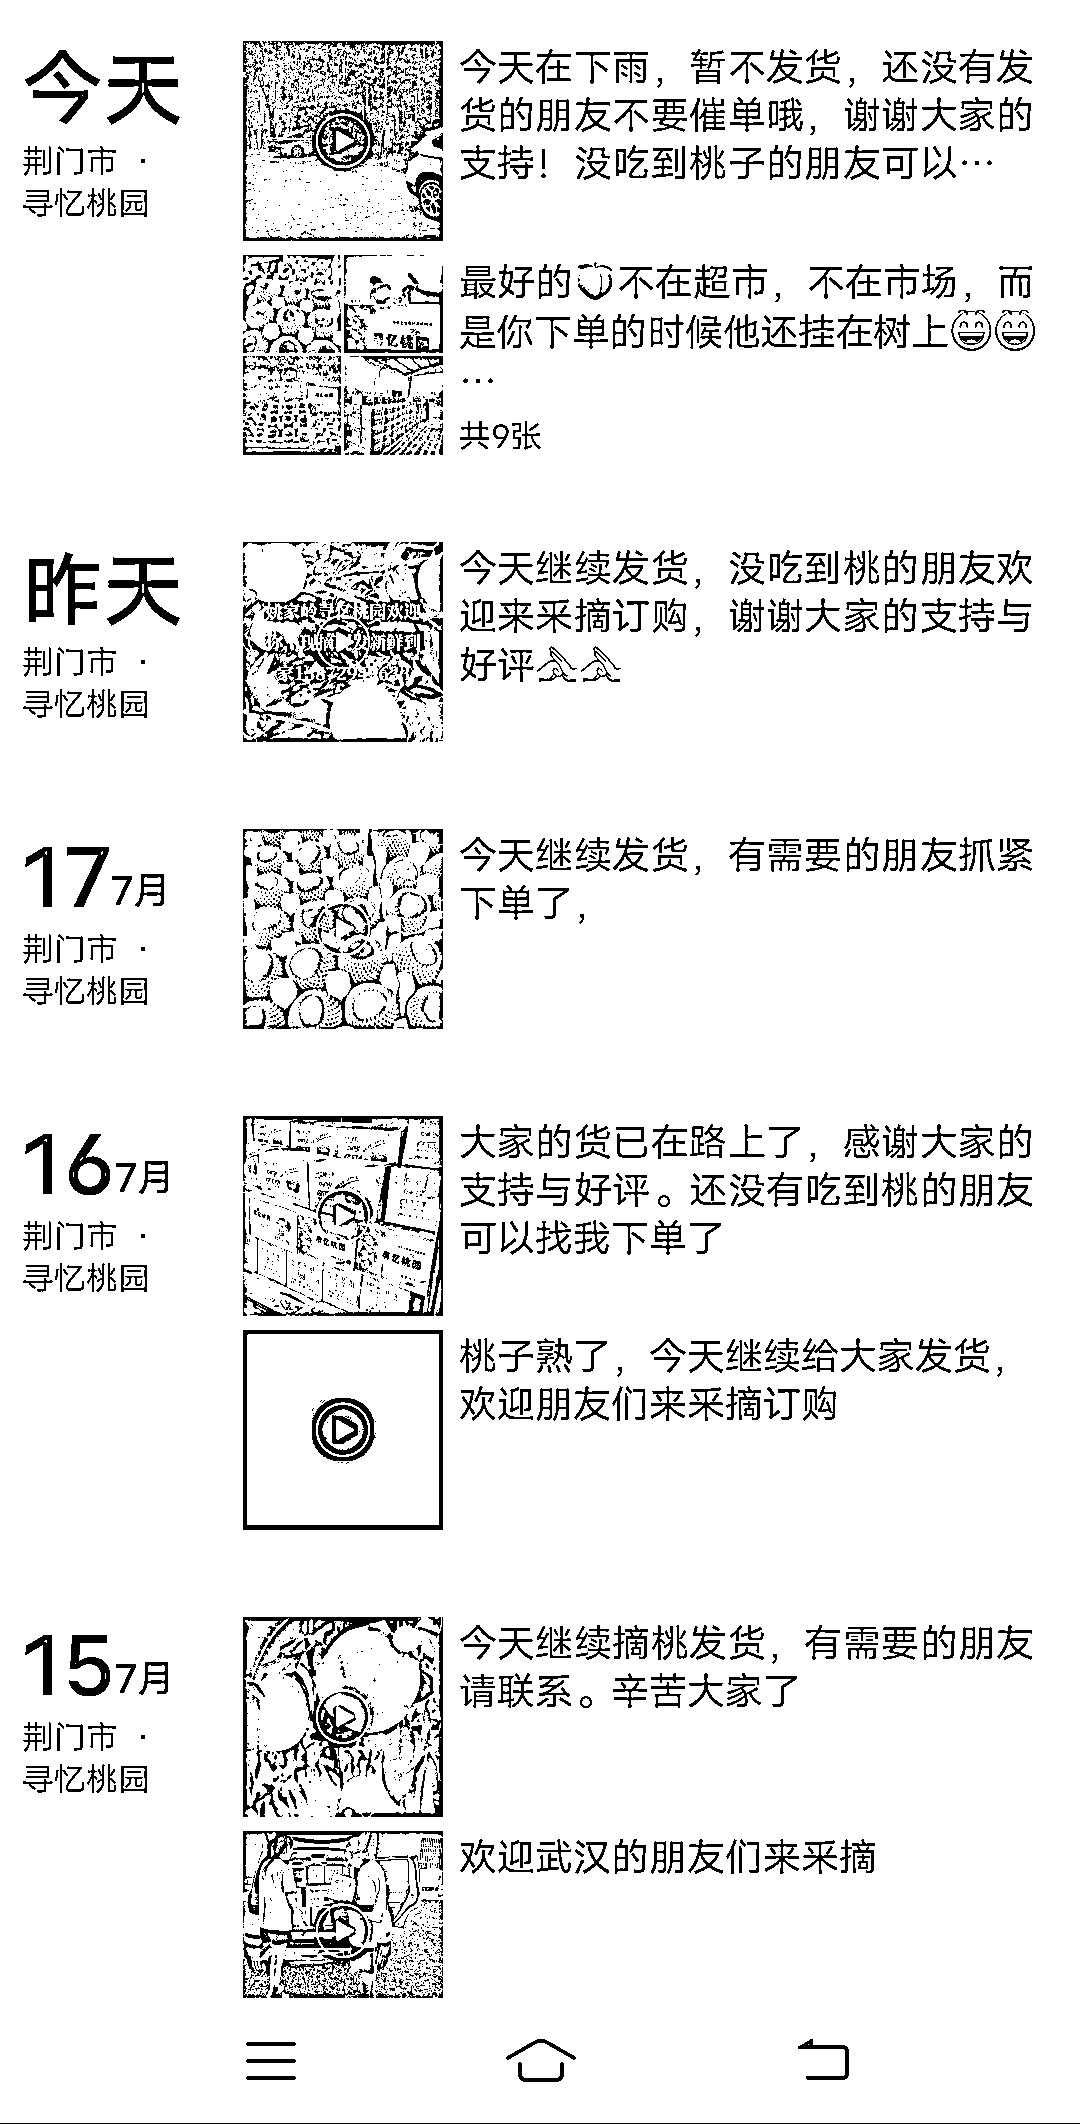 今天
荆门市 ·
寻忆桃园
今天在下雨，暂不发货，还没有发
货的朋友不要催单哦，谢谢大家的
支持！没吃到桃子的朋友可以…
最好的🍑不在超市，不在市场，而
是你下单的时候他还挂在树上😄😄
…
共9张
寻忆桃园
昨天
荆门市 ·
寻忆桃园
今天继续发货，没吃到桃的朋友欢
迎来采摘订购，谢谢大家的支持与
好评🙏🙏
17 7月
荆门市 ·
寻忆桃园
今天继续发货，有需要的朋友抓紧
下单了，
16 7月
荆门市 ·
寻忆桃园
大家的货已在路上了，感谢大家的
支持与好评。还没有吃到桃的朋友
可以找我下单了
桃子熟了，今天继续给大家发货，
欢迎朋友们来采摘订购
15 7月
荆门市 ·
寻忆桃园
今天继续摘桃发货，有需要的朋友
请联系。辛苦大家了
欢迎武汉的朋友们来采摘